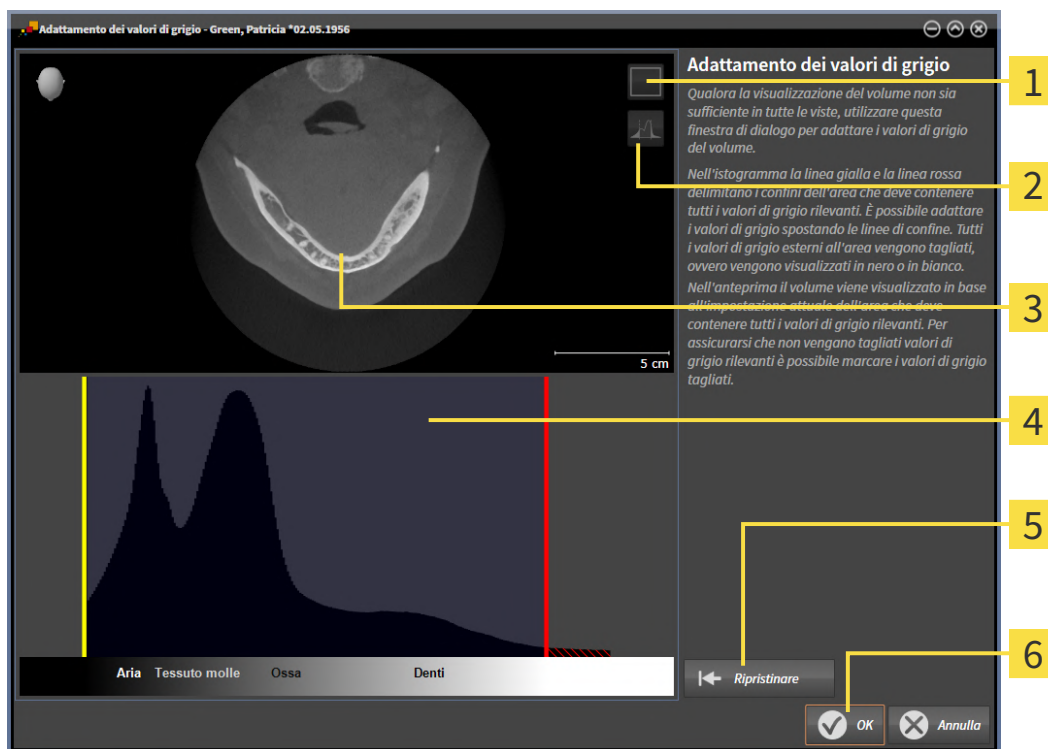 Adattamento dei valori di grigio - Green, Patricia *02.05.1956
5 cm
Aria Tessuto molle Ossa Denti
Adattamento dei valori di grigio
Qualora la visualizzazione del volume non sia
sufficiente in tutte le viste, utilizzare questa
finestra di dialogo per adattare i valori di grigio
del volume.
Nell'istogramma la linea gialla e la linea rossa
delimitano i confini dell'area che deve contenere
tutti i valori di grigio rilevanti. È possibile adattare
i valori di grigio spostando le linee di confine. Tutti
i valori di grigio esterni all'area vengono tagliati,
ovvero vengono visualizzati in nero o in bianco.
Nell'anteprima il volume viene visualizzato in base
all'impostazione attuale dell'area che deve
contenere tutti i valori di grigio rilevanti. Per
assicurarsi che non vengano tagliati valori di
grigio rilevanti è possibile marcare i valori di grigio
tagliati.
Ripristinare
OK Annulla
1
2
3
4
5
6